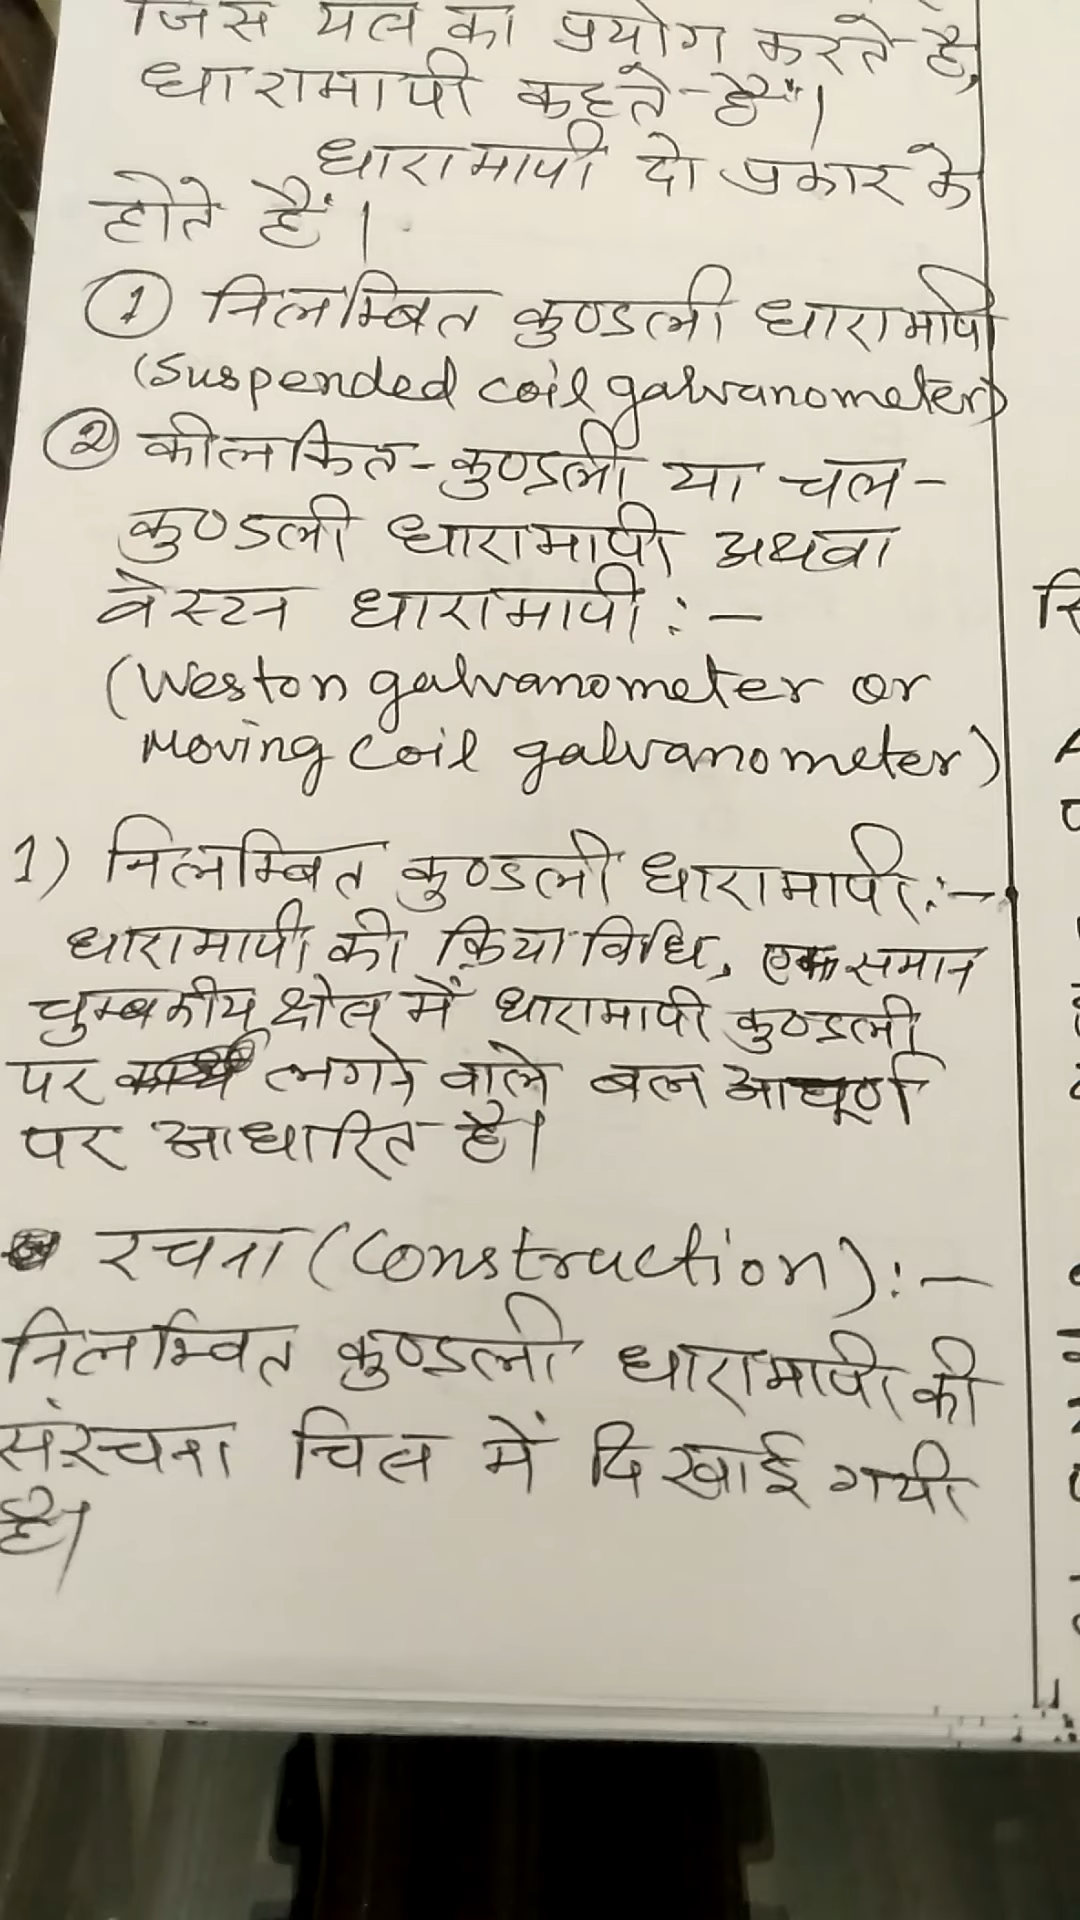 जिस यंत्र का प्रयोग करते है,
धारामापी कहते हैं।
धारामापी दो प्रकार के
होते हैं।
① निलम्बित कुण्डली धारामापी
(Suspended coil galvanometer)
② कीलकित-कुण्डली या चल-
कुण्डली धारामापी अथवा
वेस्टन धारामापी :-
(Weston galvanometer or
Moving coil galvanometer)
1) निलम्बित कुण्डली धारामापी :-
धारामापी की क्रियाविधि, एक समान
चुम्बकीय क्षेत्र में धारामापी कुण्डली
पर लगने वाले बल आघूर्ण
पर आधारित है।
रचना (Construction) :-
निलम्बित कुण्डली धारामापी की
संरचना चित्र में दिखाई गयी
है।